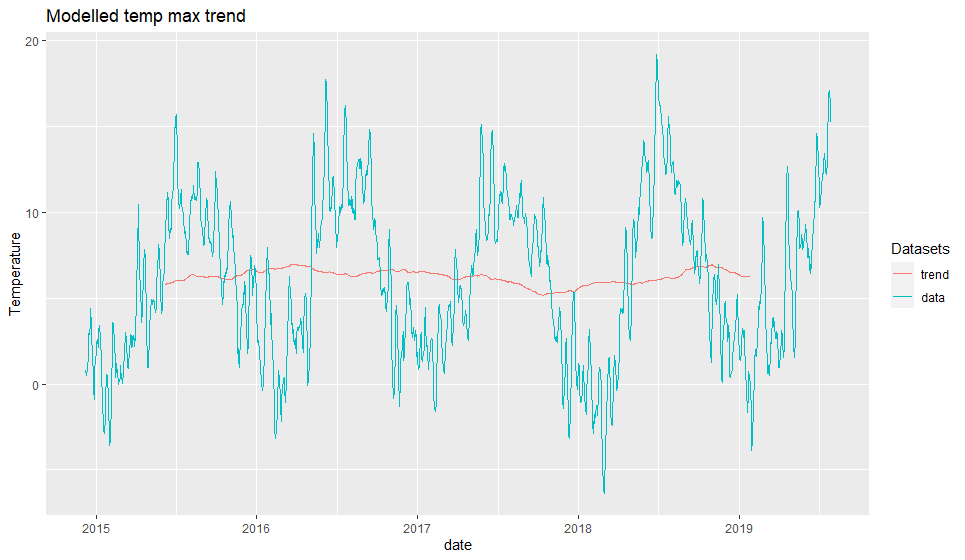 Modelled temp max trend
20
10
0
Temperature
2015 2016 2017 2018 2019
date
Datasets
trend
data